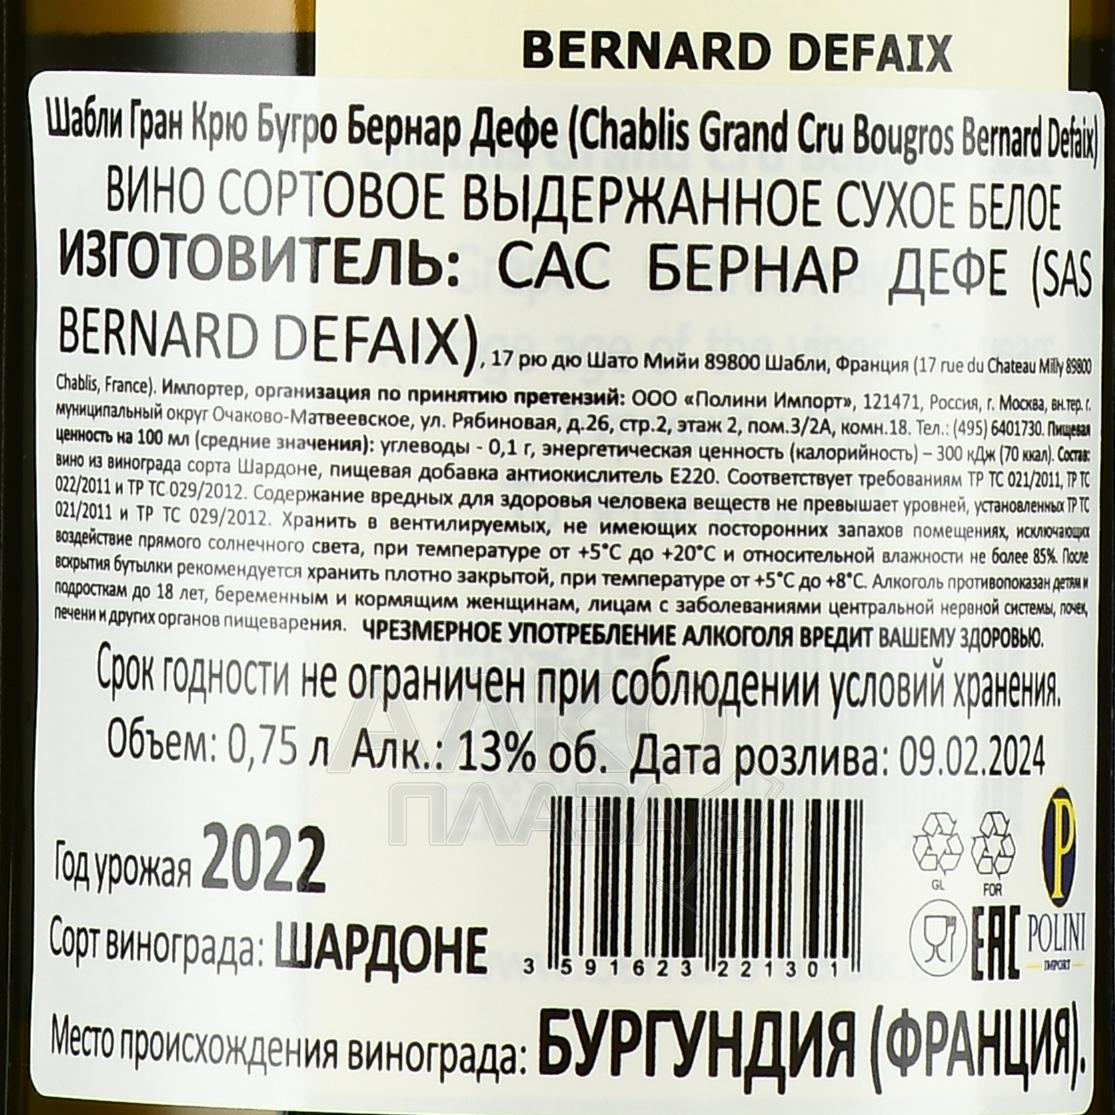 BERNARD DEFAIX
Шабли Гран Крю Бугро Бернар Дефе (Chablis Grand Cru Bougros Bernard Defaix)
ВИНО СОРТОВОЕ ВЫДЕРЖАННОЕ СУХОЕ БЕЛОЕ
ИЗГОТОВИТЕЛЬ: САС БЕРНАР ДЕФЕ (SAS
BERNARD DEFAIX), 17 рю дю Шато Мийи 89800 Шабли, Франция (17 rue du Chateau Milly 89800
Chablis, France). Импортер, организация по принятию претензий: ООО «Полини Импорт», 121471, Россия, г. Москва, вн.тер. г.
муниципальный округ Очаково-Матвеевское, ул. Рябиновая, д.26, стр.2, этаж 2, пом.3/2А, комн.18. Тел.: (495) 6401730. Пищевая
ценность на 100 мл (средние значения): углеводы - 0,1 г, энергетическая ценность (калорийность) – 300 кДж (70 ккал). Состав:
вино из винограда сорта Шардоне, пищевая добавка антиокислитель Е220. Соответствует требованиям ТР ТС 021/2011, ТР ТС
022/2011 и ТР ТС 029/2012. Содержание вредных для здоровья человека веществ не превышает уровней, установленных ТР ТС
021/2011 и ТР ТС 029/2012. Хранить в вентилируемых, не имеющих посторонних запахов помещениях, исключающих
воздействие прямого солнечного света, при температуре от +5°С до +20°С и относительной влажности не более 85%. После
вскрытия бутылки рекомендуется хранить плотно закрытой, при температуре от +5°С до +8°С. Алкоголь противопоказан детям и
подросткам до 18 лет, беременным и кормящим женщинам, лицам с заболеваниями центральной нервной системы, почек,
печени и других органов пищеварения. ЧРЕЗМЕРНОЕ УПОТРЕБЛЕНИЕ АЛКОГОЛЯ ВРЕДИТ ВАШЕМУ ЗДОРОВЬЮ.
Срок годности не ограничен при соблюдении условий хранения.
Объем: 0,75 л Алк.: 13% об. Дата розлива: 09.02.2024
АЛКО
ПЛАЗА
Год урожая 2022
Сорт винограда: ШАРДОНЕ
3 591623 221301
GL
FOR
P
EAC
POLINI
IMPORT
Место происхождения винограда: БУРГУНДИЯ (ФРАНЦИЯ).